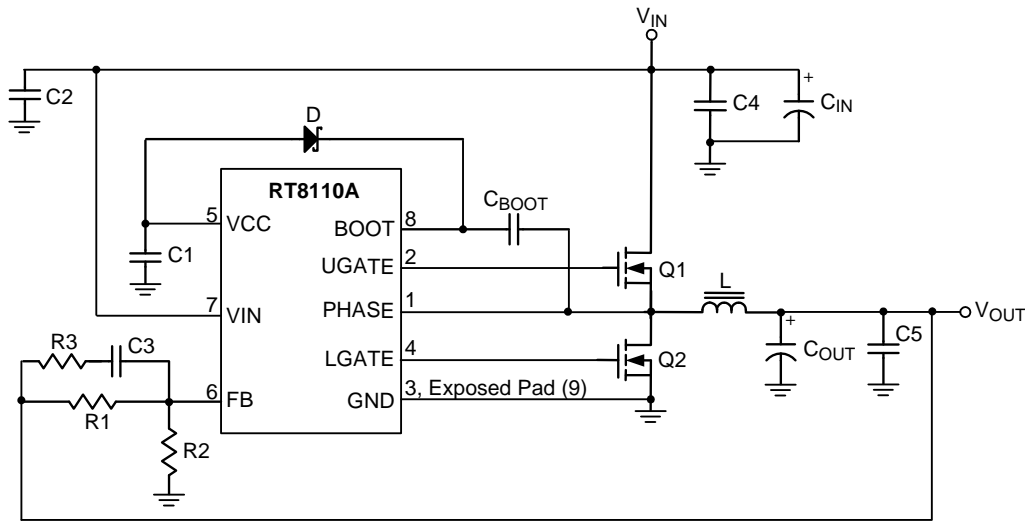 VIN
C2
C4
+
CIN
D
RT8110A
5
VCC
C1
7
VIN
R3
C3
R1
6
FB
R2
BOOT
8
CBOOT
UGATE
2
Q1
PHASE
1
L
VOUT
LGATE
4
Q2
+
COUT
C5
GND
3, Exposed Pad (9)